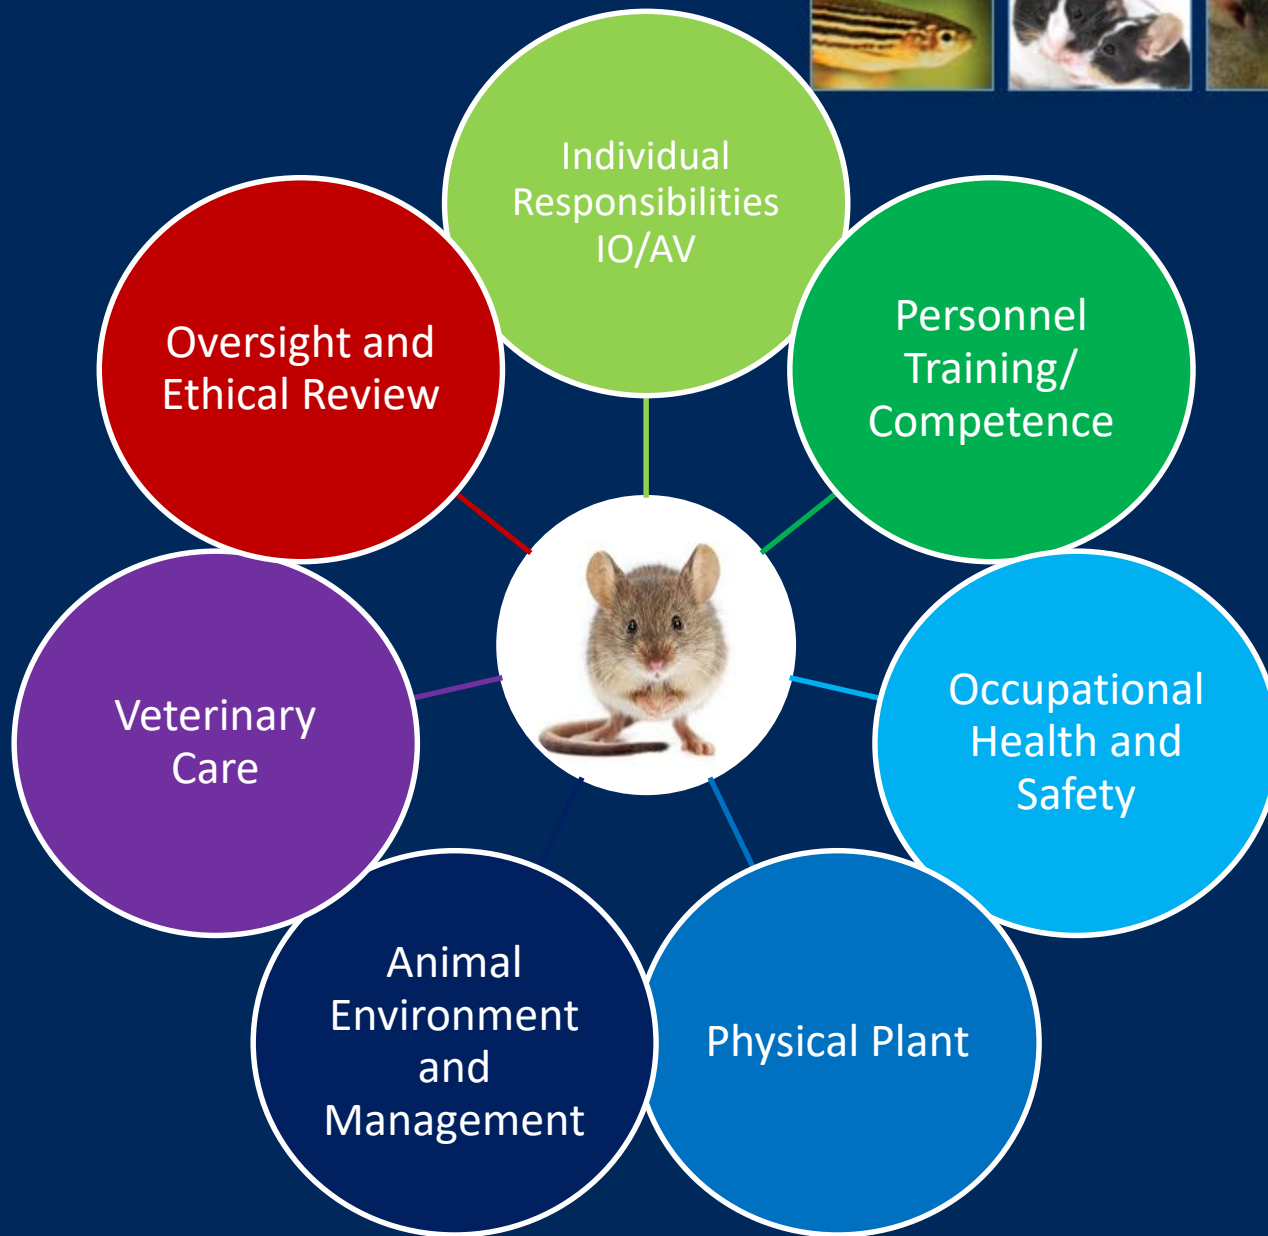 Individual
Responsibilities
IO/AV
Personnel
Training/
Competence
Occupational
Health and
Safety
Physical Plant
Animal
Environment
and
Management
Veterinary
Care
Oversight and
Ethical Review